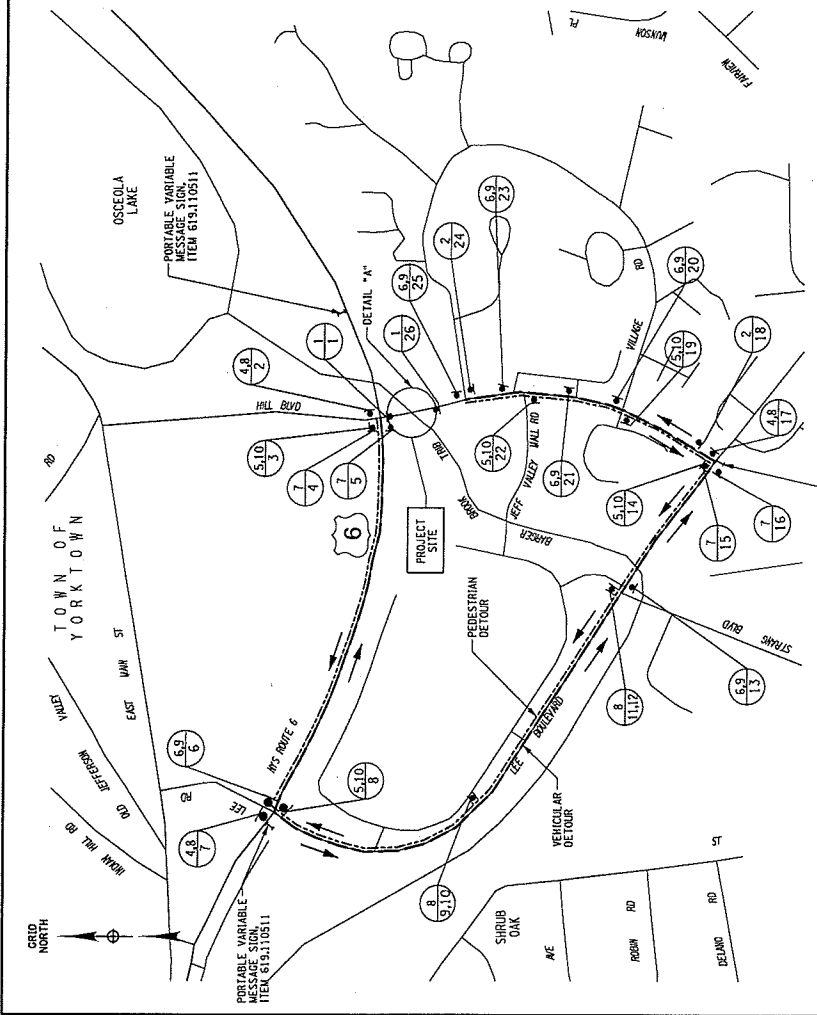 GRID
NORTH
INDIAN HILL RD
OLD JEFFERSON
VALLEY
TOWN OF
YORKTOWN
RD
EAST MAIN ST
OSCEOLA
LAKE
PORTABLE VARIABLE
MESSAGE SIGN,
ITEM 619.110511
4,8
2
1
1
DETAIL "A"
1
26
6,9
25
2
24
6,9
23
HILL BLVD
5,10
3
7
4
7
5
6
NYS ROUTE 6
6,9
6
RD
LEE
4,8
7
5,10
8
PORTABLE VARIABLE
MESSAGE SIGN,
ITEM 619.110511
PROJECT
SITE
TRIB
BROOK
BARGER
JEFF VALLEY MALL RD
5,10
22
6,9
21
VILLAGE
RD
6,9
20
5,10
19
2
18
4,8
17
7
16
7
15
5,10
14
PEDESTRIAN
DETOUR
LEE BOULEVARD
VEHICULAR
DETOUR
8
9,10
8
11,12
6,9
13
STRANG
BLVD
SHRUB
OAK
ST
AVE
ROBIN RD
DELANO RD
MUNSON
PL
FAIRVIEW